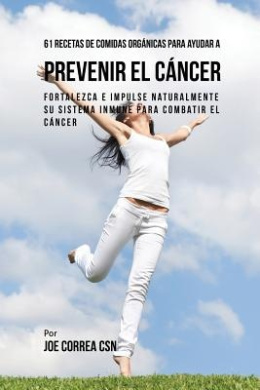 61 RECETAS DE COMIDAS ORGÁNICAS PARA AYUDAR A
PREVENIR EL CÁNCER
FORTALEZCA E IMPULSE NATURALMENTE
SU SISTEMA INMUNE PARA COMBATIR EL
CÁNCER
Por
JOE CORREA CSN